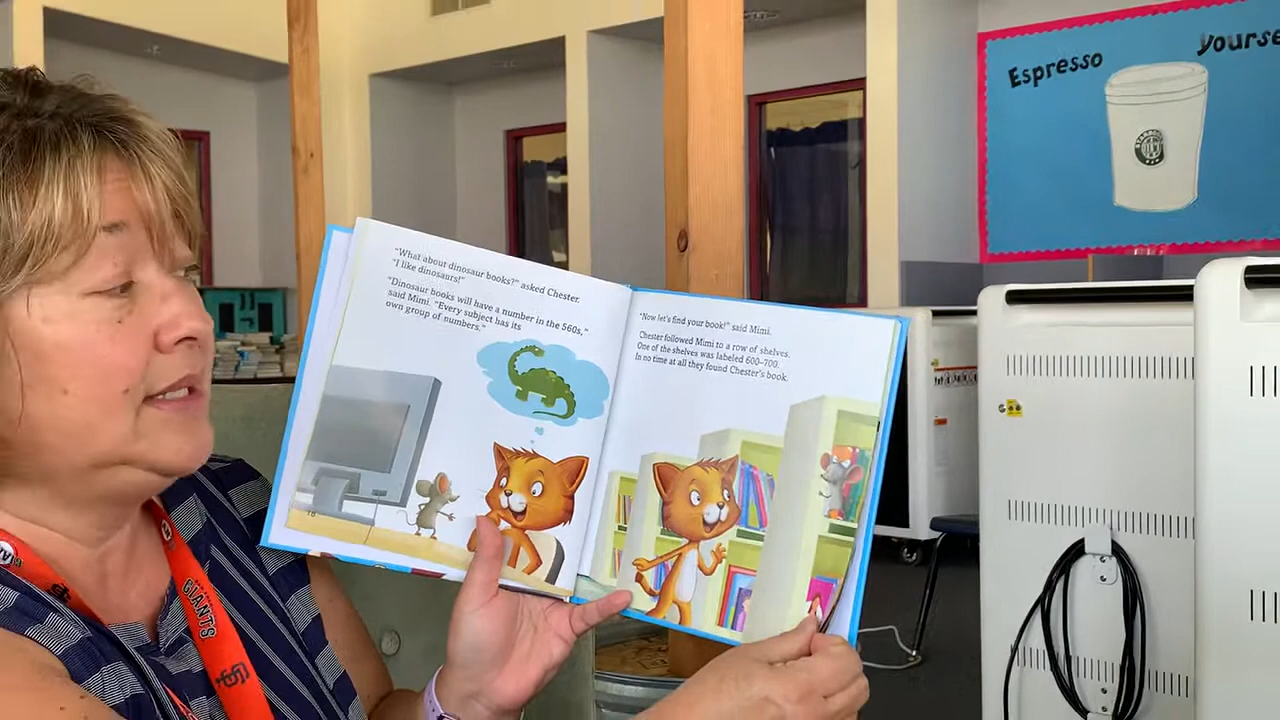 Espresso
Yourse
STARBUCKS
"What about dinosaur books?" asked Chester.
"I like dinosaurs!"
"Dinosaur books will have a number in the 560s,"
said Mimi. "Every subject has its
own group of numbers."
18
"Now let's find your book!" said Mimi.
Chester followed Mimi to a row of shelves.
One of the shelves was labeled 600–700.
In no time at all they found Chester's book.
GIANTS
SF